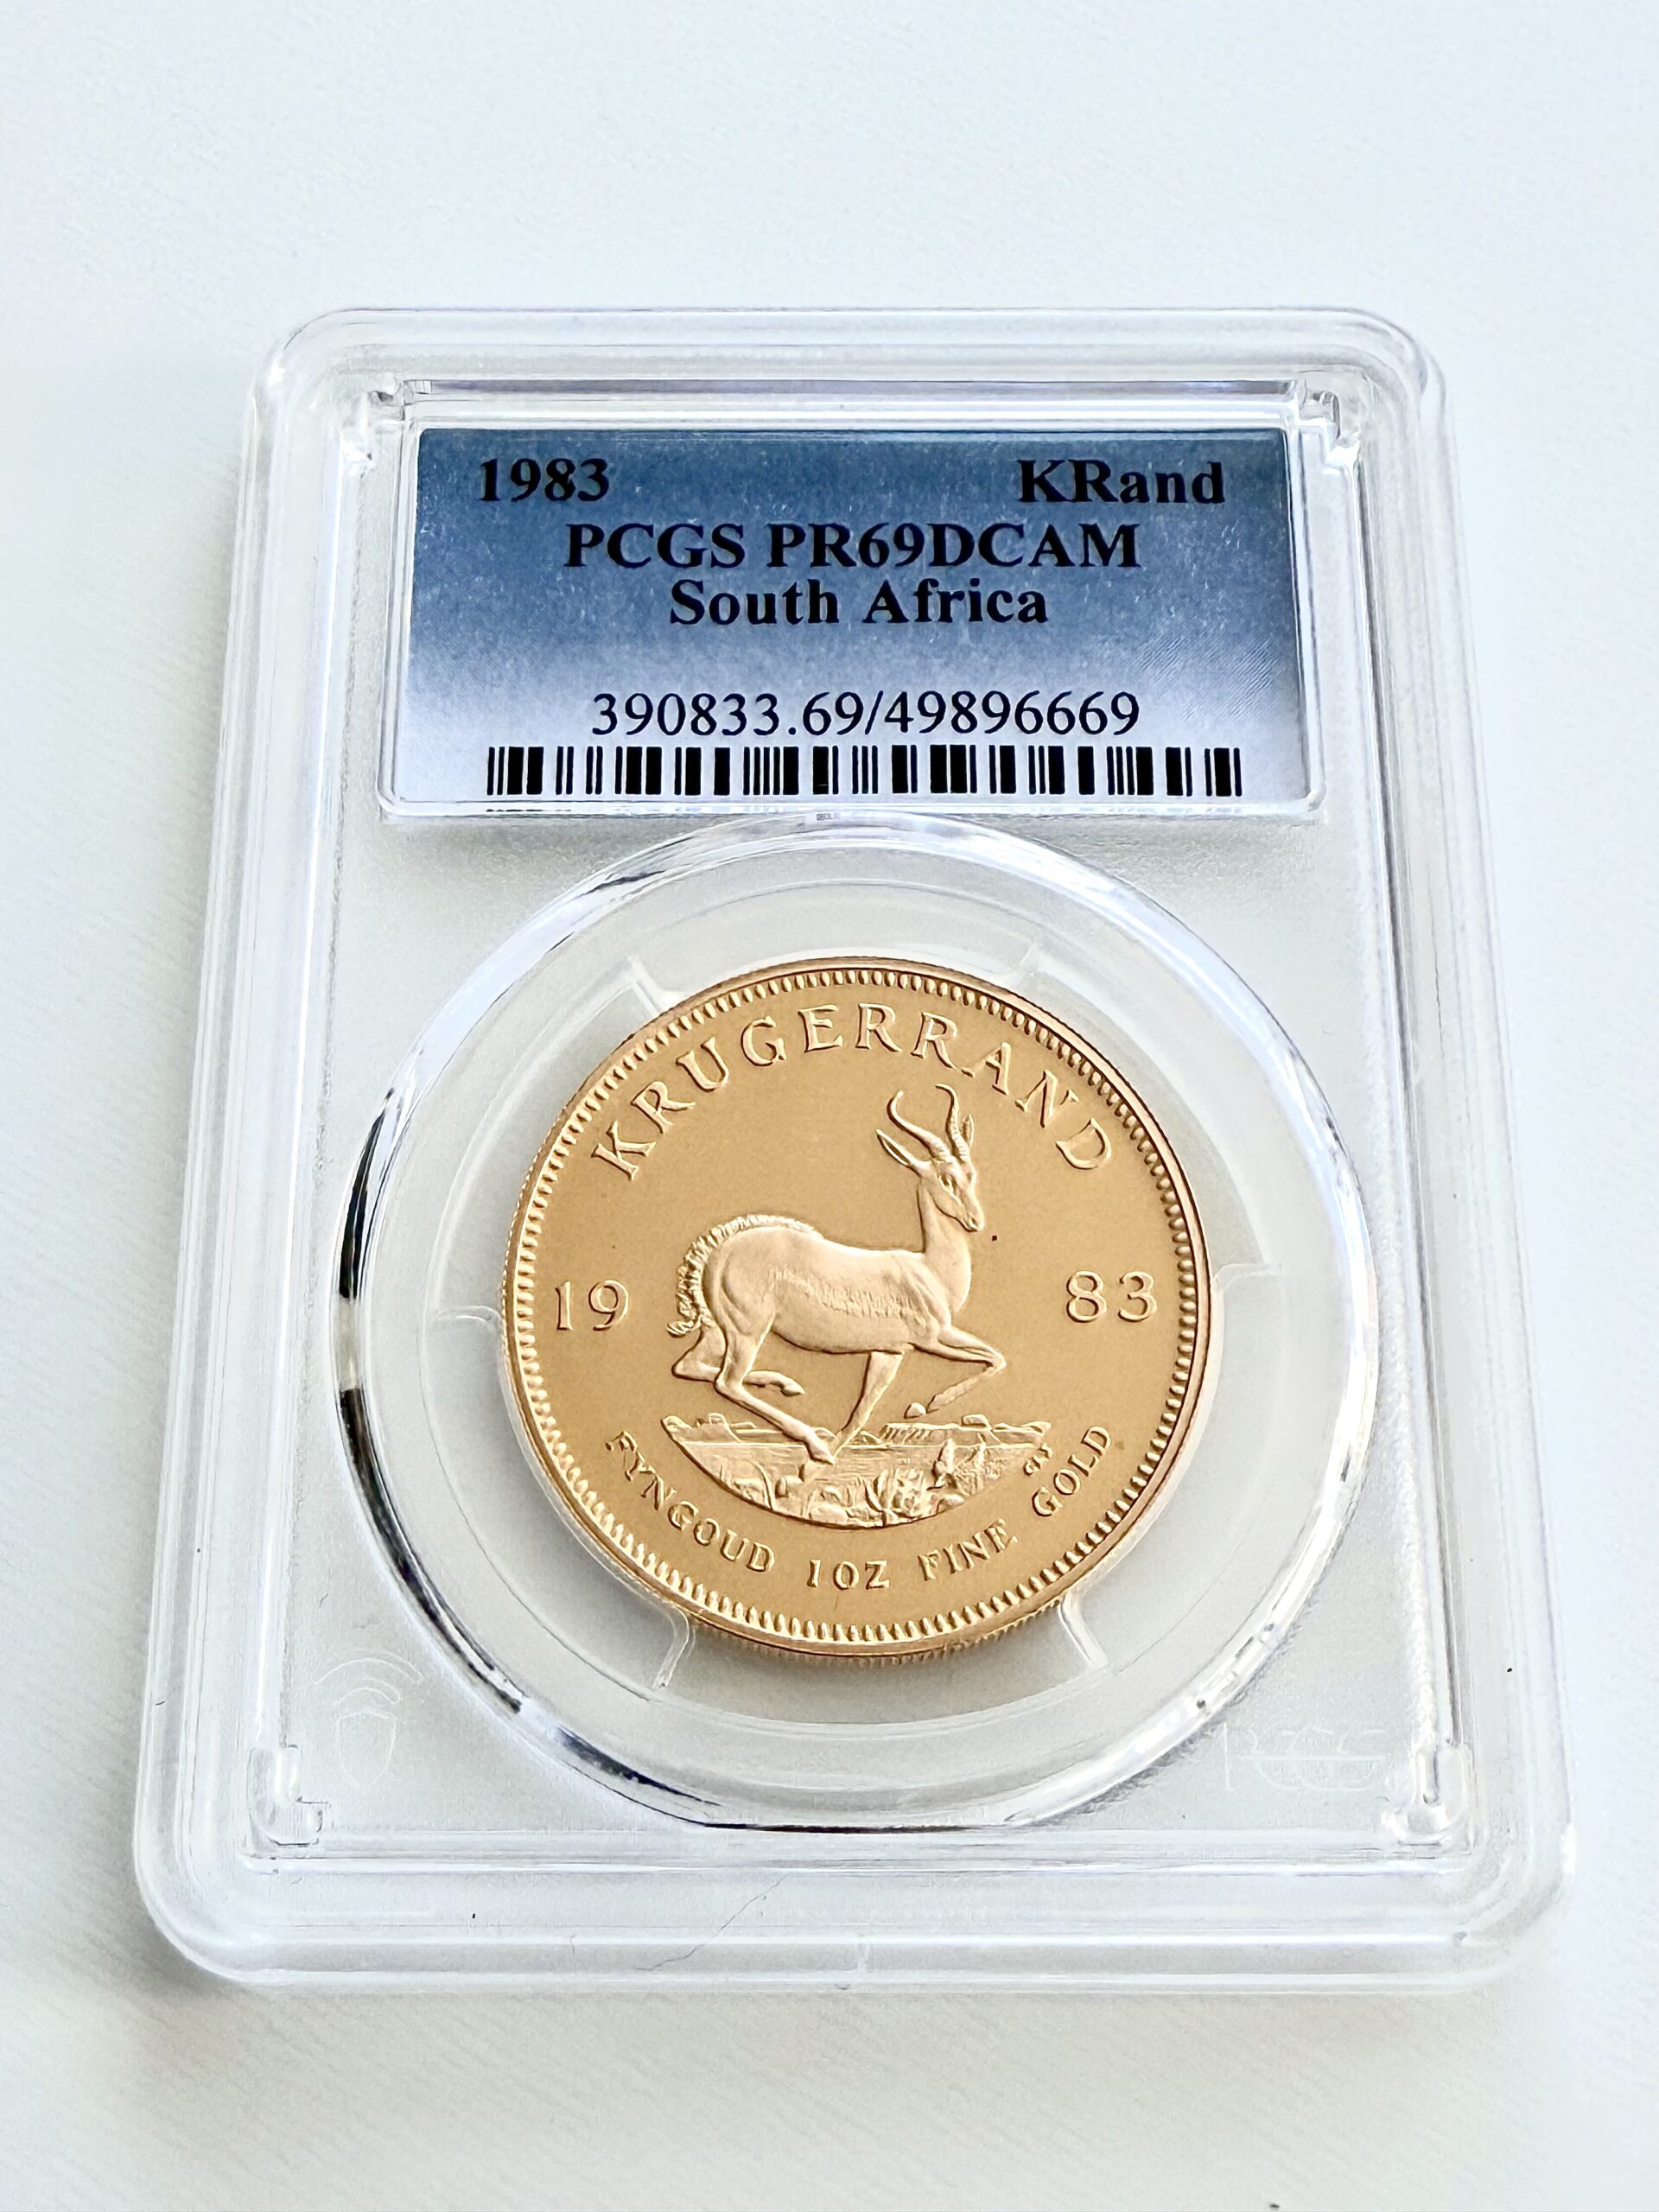 1983 KRand
PCGS PR69DCAM
South Africa
390833.69/49896669
KRUGERRAND
19 83
FYNGOUD 1OZ FINE GOLD